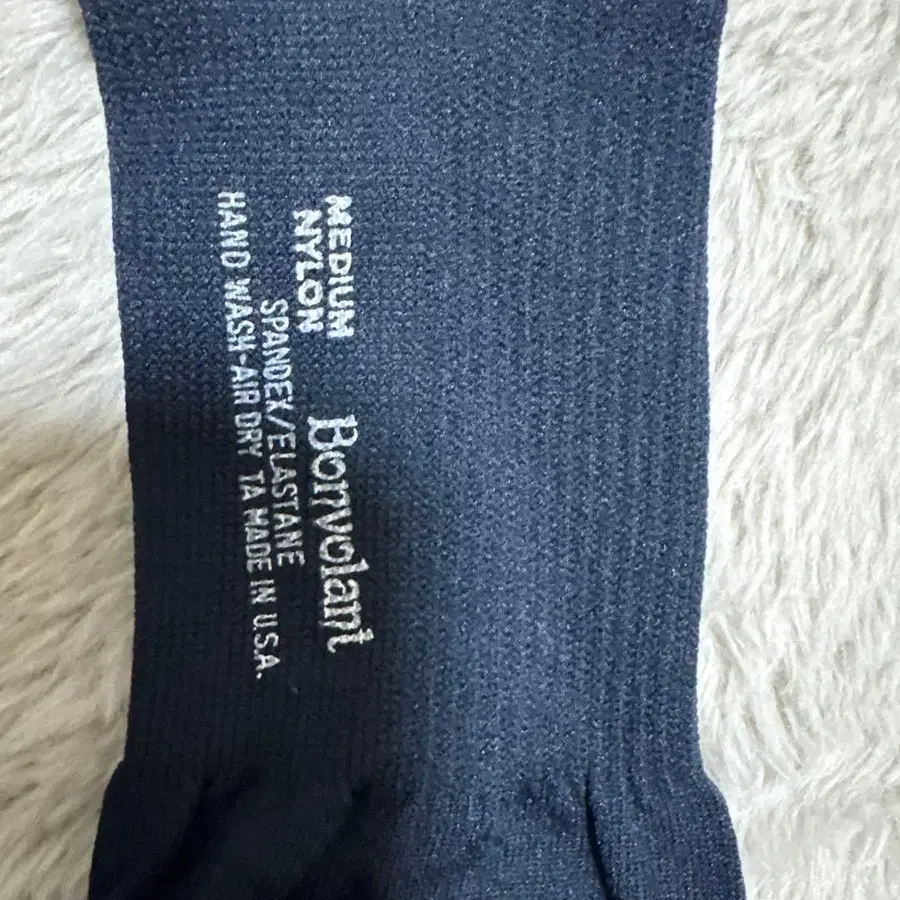 MEDIUM
NYLON
Bonvolant
SPANDEX/ELASTANE
HAND WASH-AIR DRY TA MADE IN U.S.A.